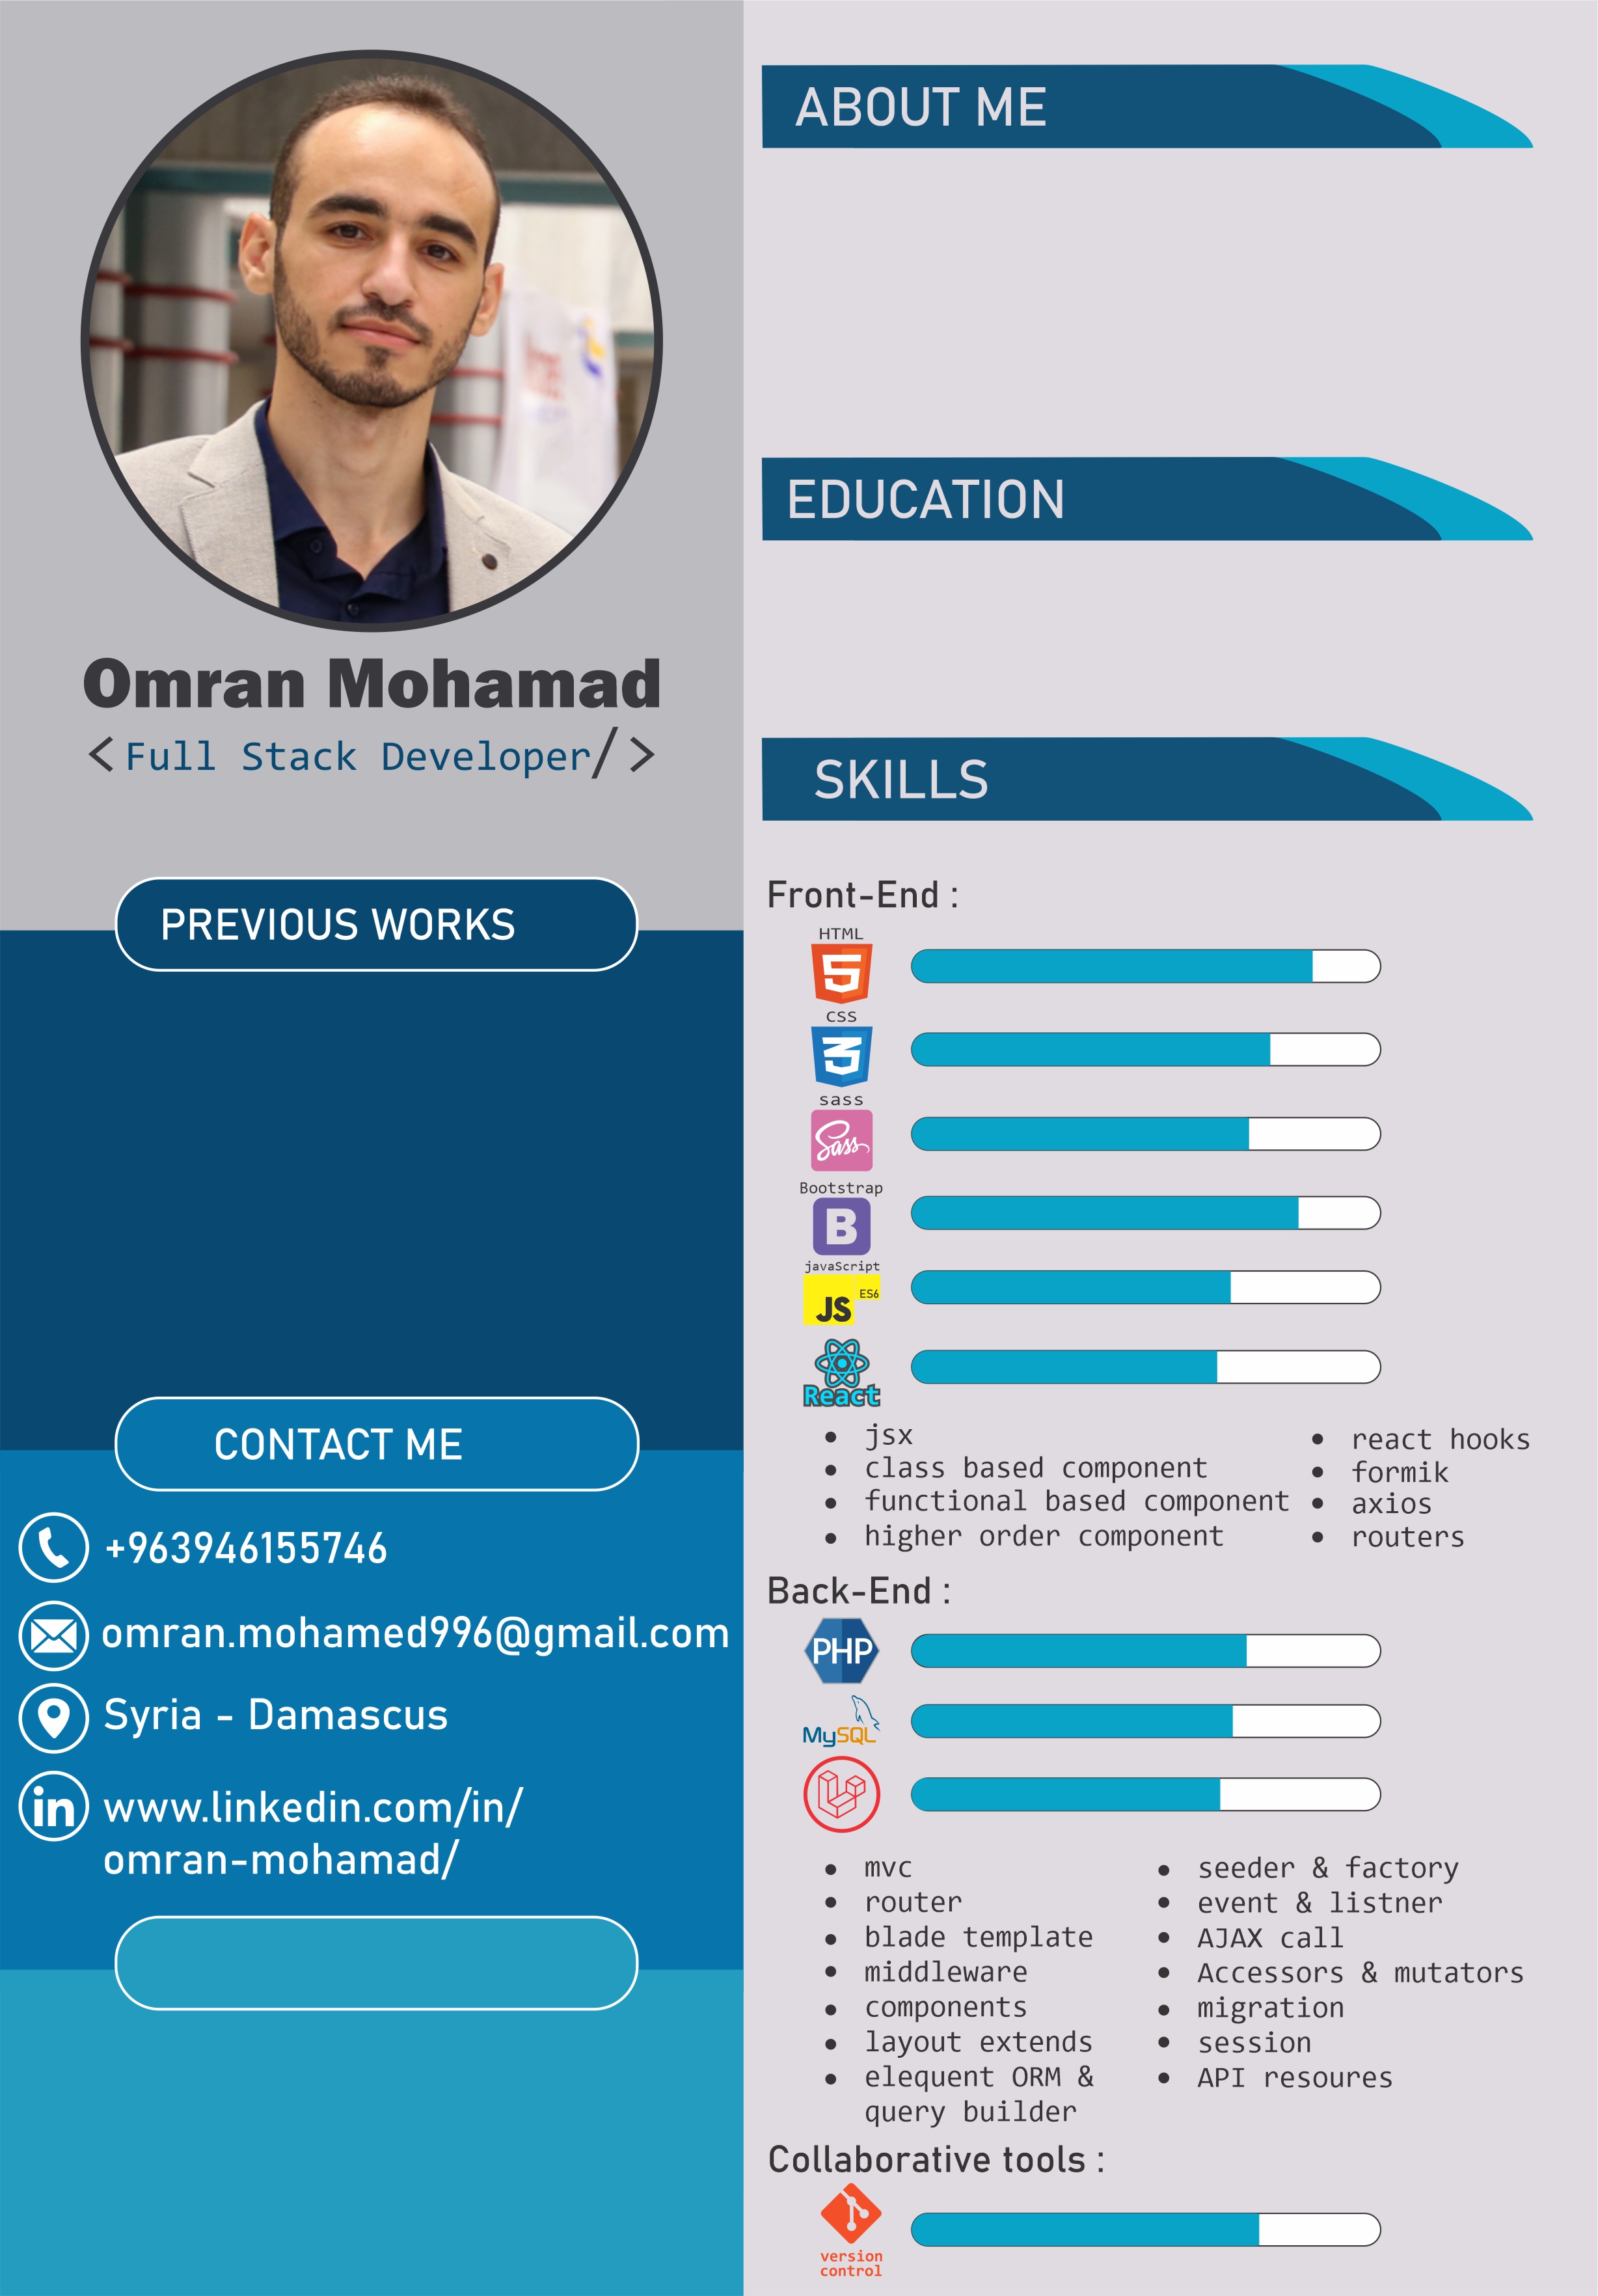 Omran Mohamad
<Full Stack Developer/>
PREVIOUS WORKS
CONTACT ME
+963946155746
omran.mohamed996@gmail.com
Syria - Damascus
in
www.linkedin.com/in/
omran-mohamad/
ABOUT ME
EDUCATION
SKILLS
Front-End :
HTML
5
CSS
3
sass
Sass
Bootstrap
B
javaScript
JS ES6
React
• jsx
• class based component
• functional based component
• higher order component
• react hooks
• formik
• axios
• routers
Back-End :
PHP
MySQL
• mvc
• router
• blade template
• middleware
• components
• layout extends
• elequent ORM &
query builder
• seeder & factory
• event & listner
• AJAX call
• Accessors & mutators
• migration
• session
• API resoures
Collaborative tools :
version
control